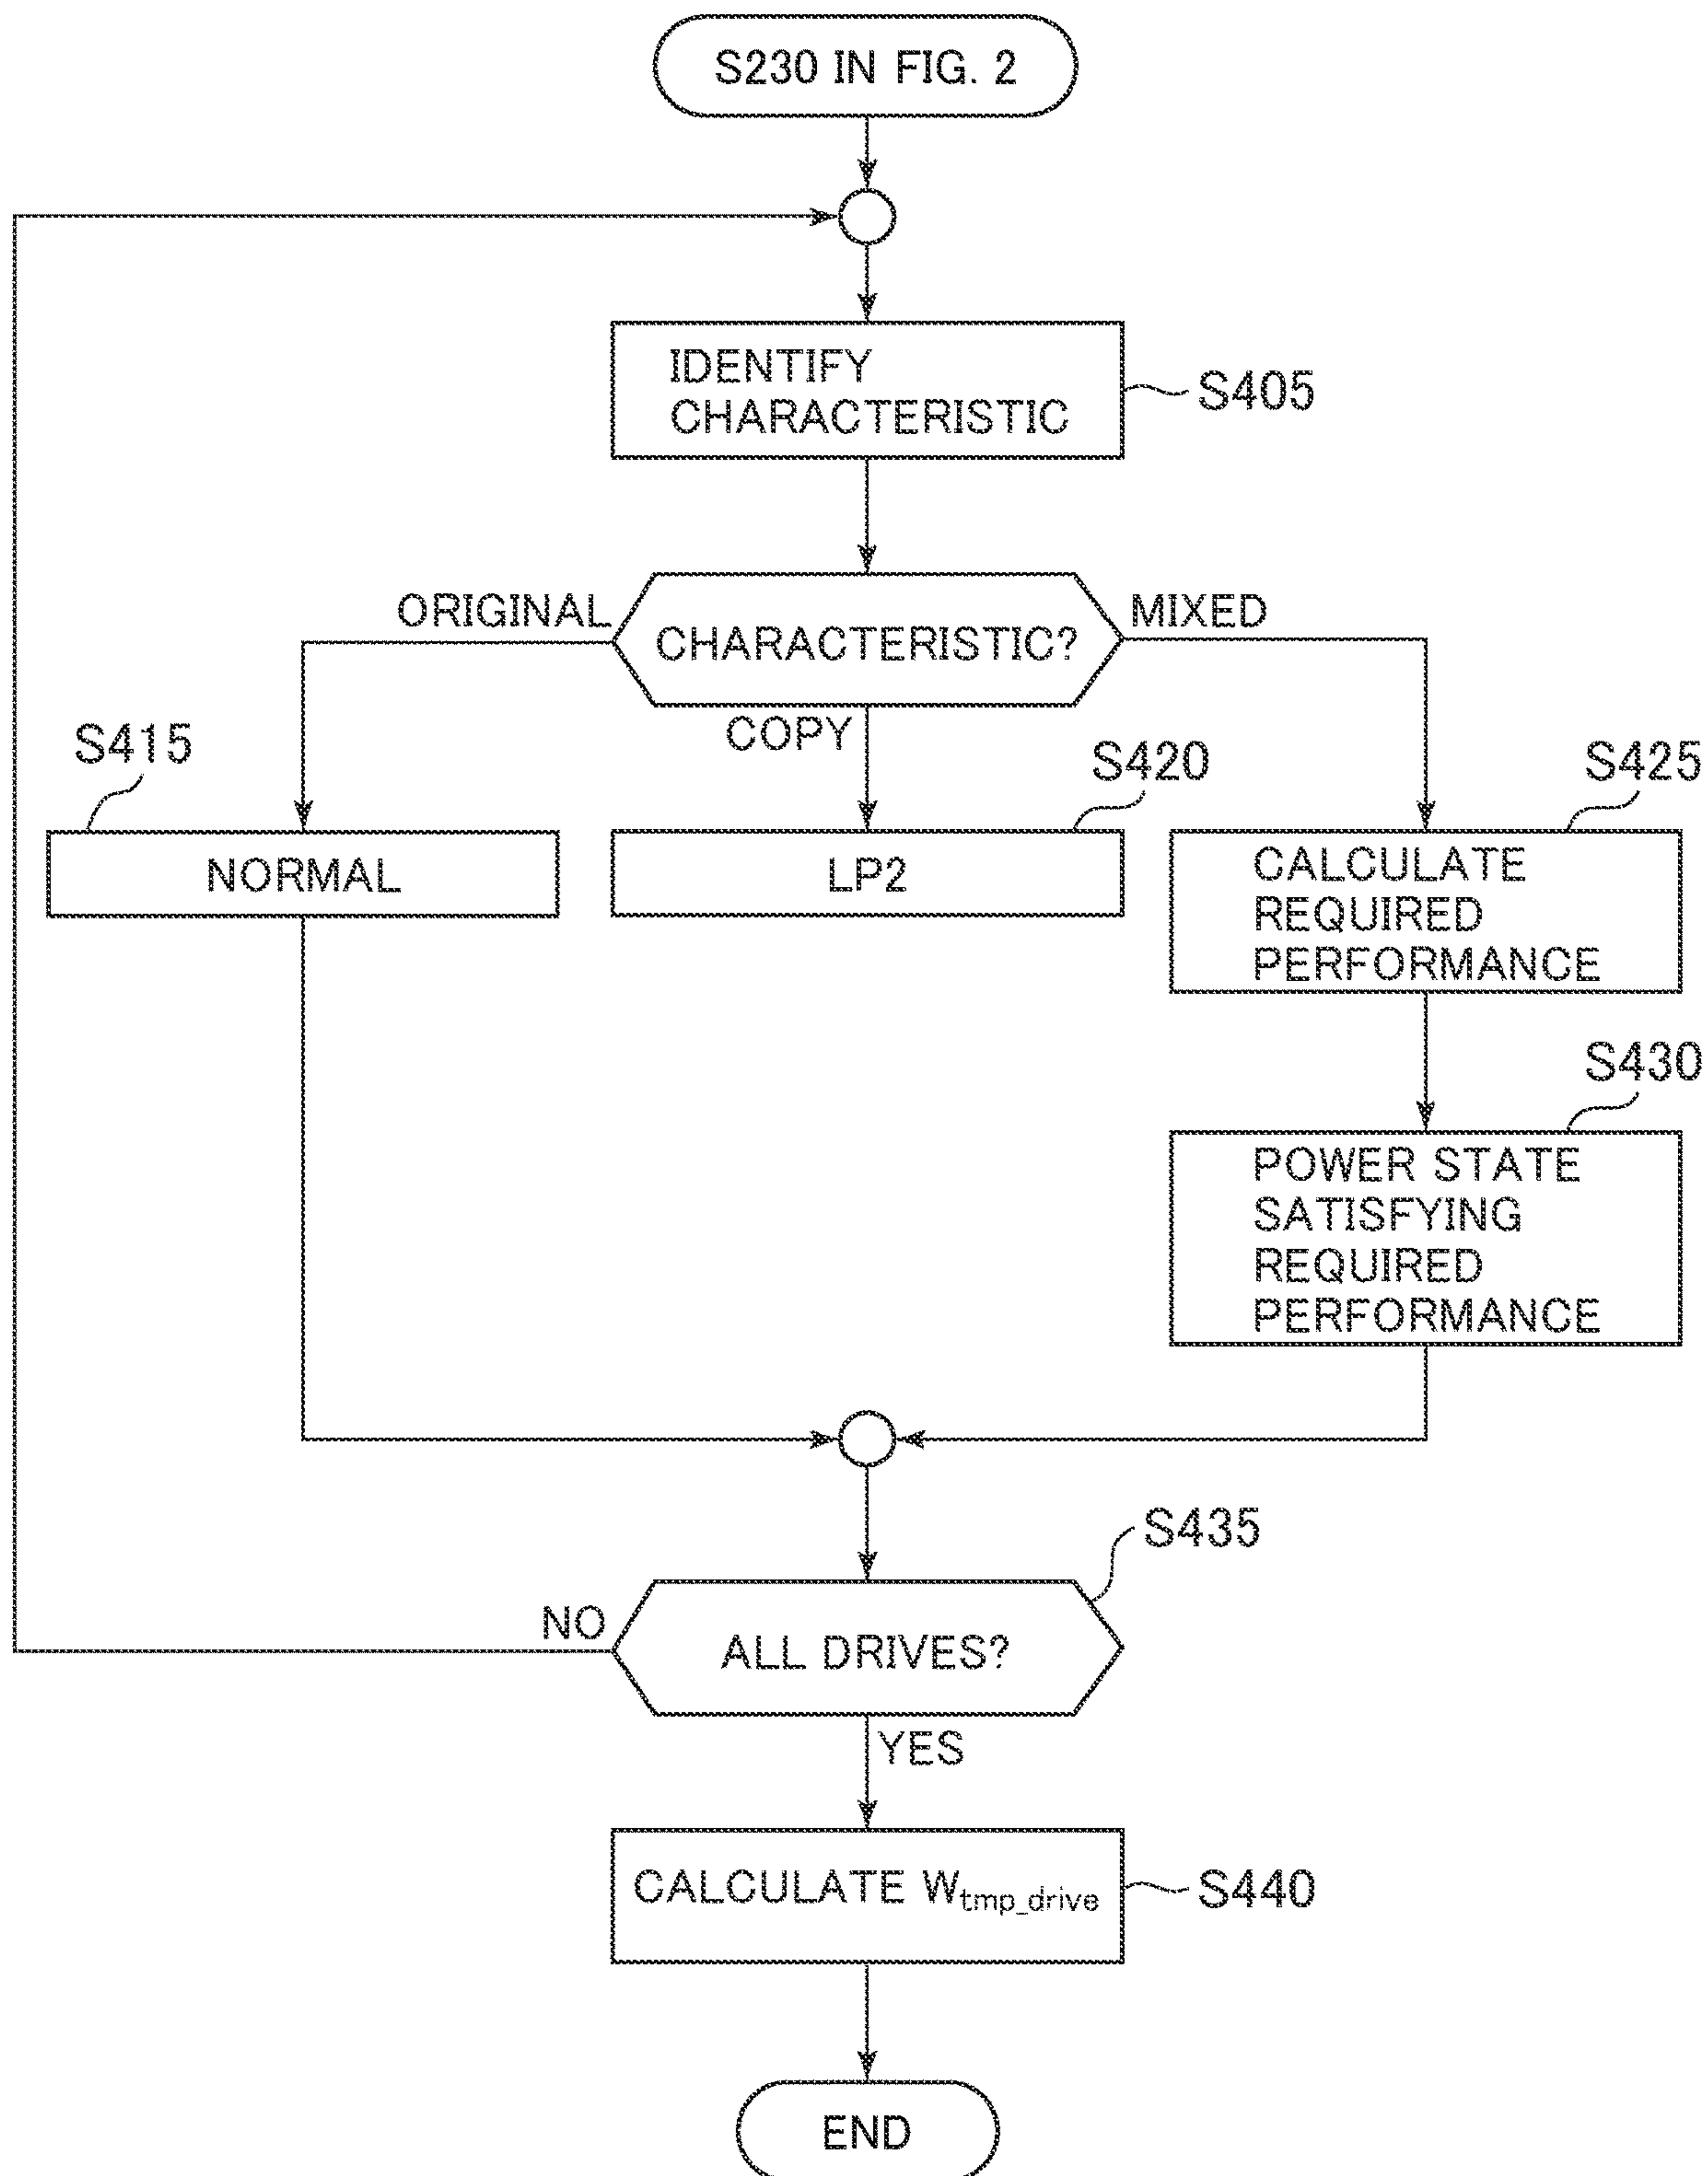 S230 IN FIG. 2
IDENTIFY
CHARACTERISTIC
S405
ORIGINAL
CHARACTERISTIC?
MIXED
COPY
S415
S420
S425
NORMAL
LP2
CALCULATE
REQUIRED
PERFORMANCE
S430
POWER STATE
SATISFYING
REQUIRED
PERFORMANCE
S435
NO
ALL DRIVES?
YES
CALCULATE Wtmp_drive
S440
END